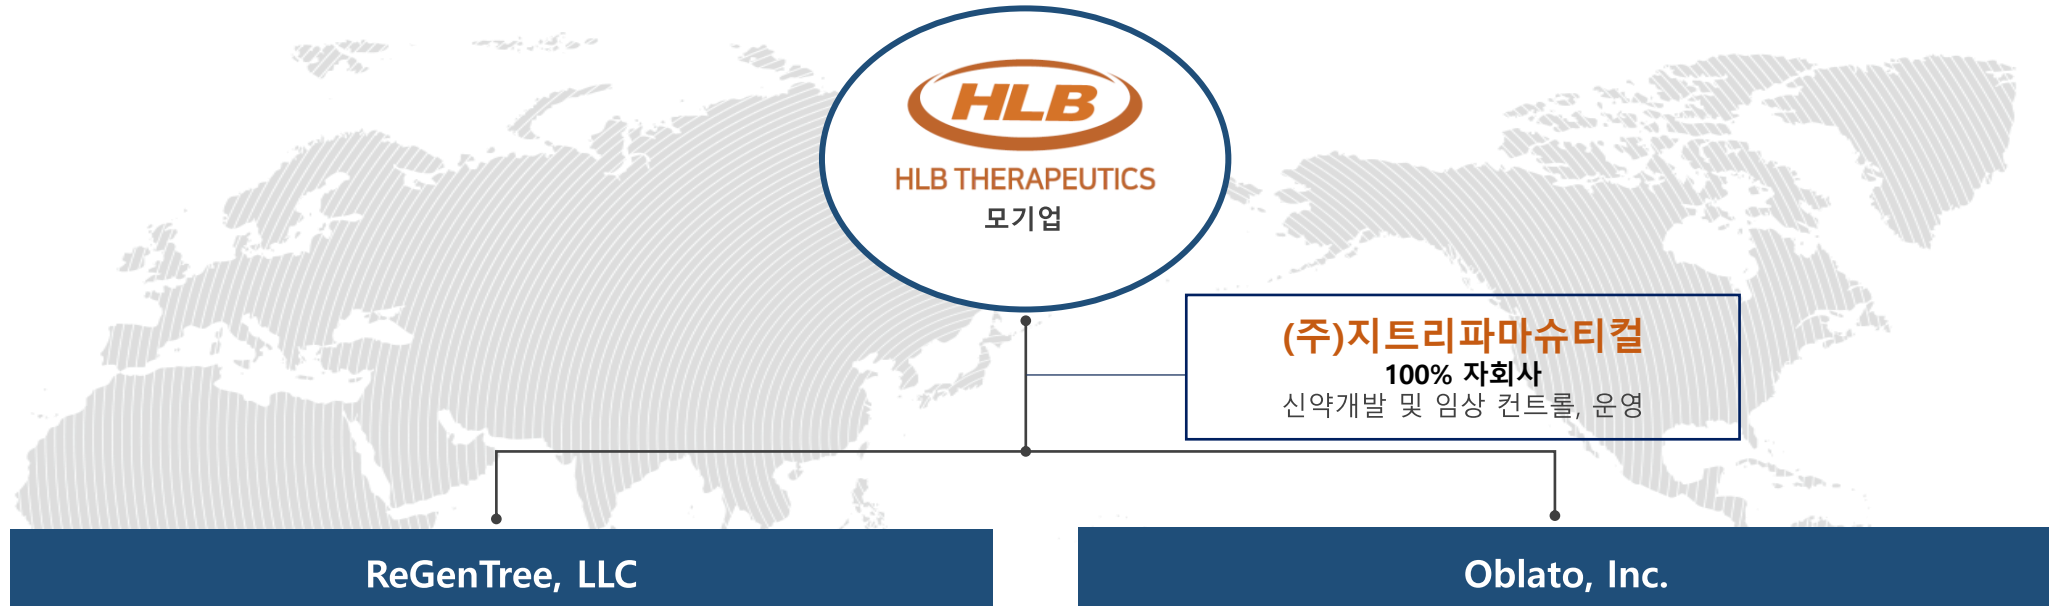 HLB
HLB THERAPEUTICS
모기업
(주)지트리파마슈티컬
100% 자회사
신약개발 및 임상 컨트롤, 운영
ReGenTree, LLC
Oblato, Inc.